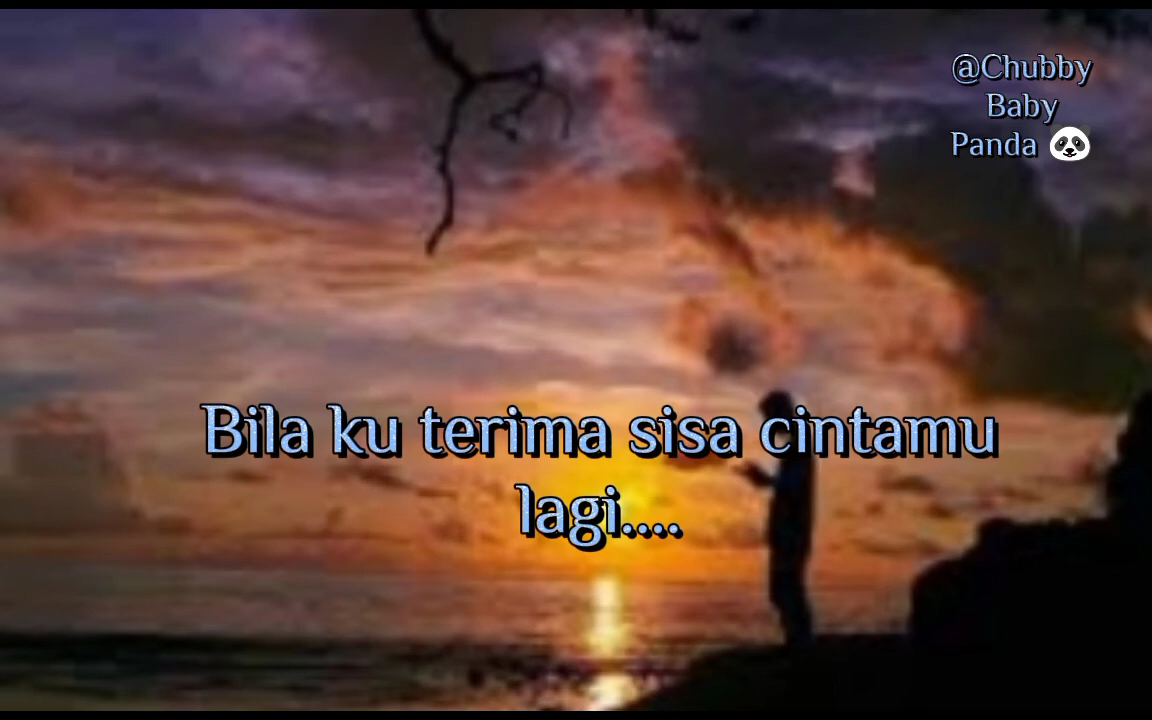 @Chubby
Baby
Panda 🐼
Bila ku terima sisa cintamu
lagi....